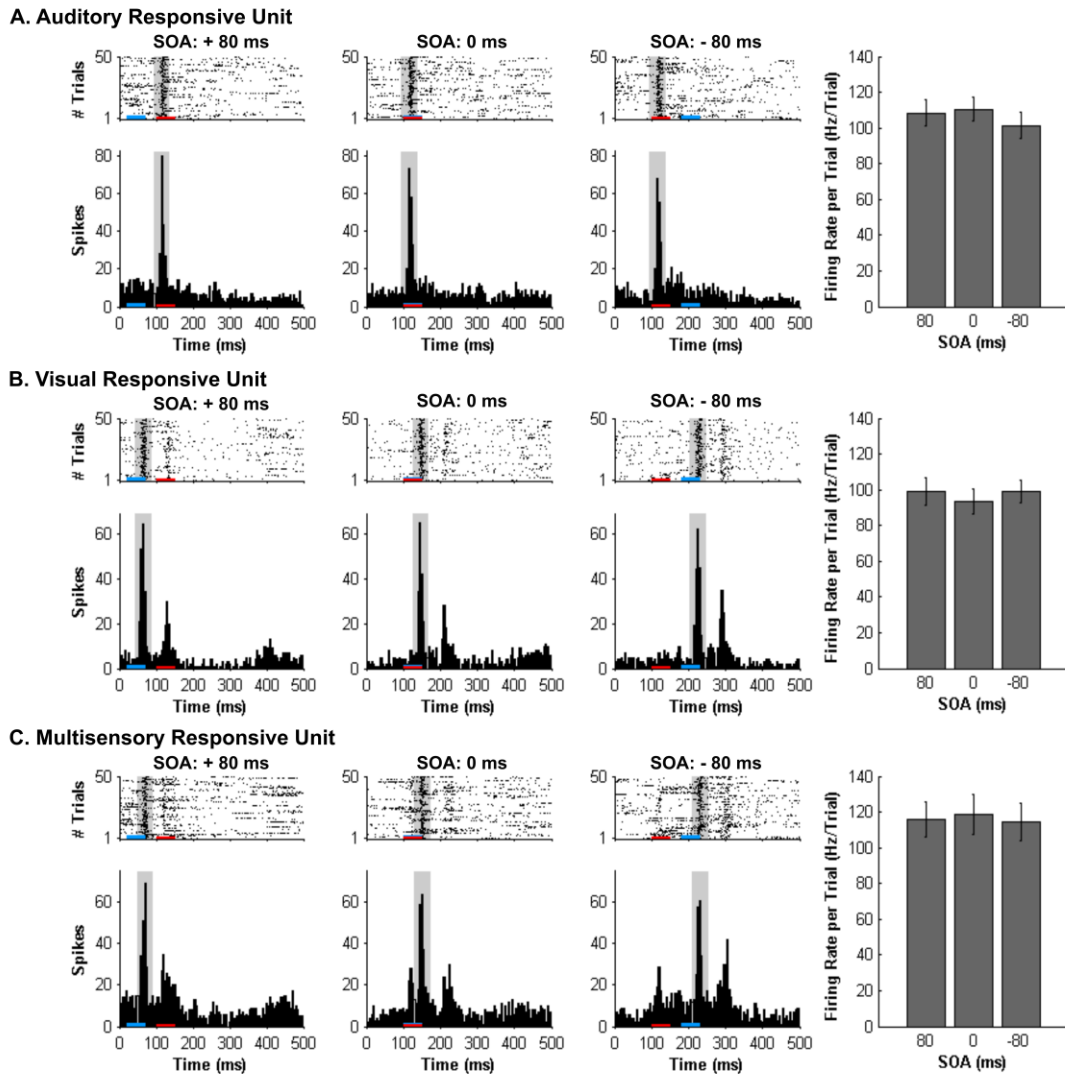 A. Auditory Responsive Unit
SOA: + 80 ms
SOA: 0 ms
SOA: - 80 ms
# Trials
50
1
50
1
50
1
Spikes
80
60
40
20
0
80
60
40
20
0
80
60
40
20
0
0 100 200 300 400 500
0 100 200 300 400 500
0 100 200 300 400 500
Time (ms)
Time (ms)
Time (ms)
Firing Rate per Trial (Hz/Trial)
140
120
100
80
60
40
20
0
80 0 -80
SOA (ms)
B. Visual Responsive Unit
SOA: + 80 ms
SOA: 0 ms
SOA: - 80 ms
# Trials
50
1
50
1
50
1
Spikes
60
40
20
0
60
40
20
0
60
40
20
0
0 100 200 300 400 500
0 100 200 300 400 500
0 100 200 300 400 500
Time (ms)
Time (ms)
Time (ms)
Firing Rate per Trial (Hz/Trial)
140
120
100
80
60
40
20
0
80 0 -80
SOA (ms)
C. Multisensory Responsive Unit
SOA: + 80 ms
SOA: 0 ms
SOA: - 80 ms
# Trials
50
1
50
1
50
1
Spikes
60
40
20
0
60
40
20
0
60
40
20
0
0 100 200 300 400 500
0 100 200 300 400 500
0 100 200 300 400 500
Time (ms)
Time (ms)
Time (ms)
Firing Rate per Trial (Hz/Trial)
140
120
100
80
60
40
20
0
80 0 -80
SOA (ms)